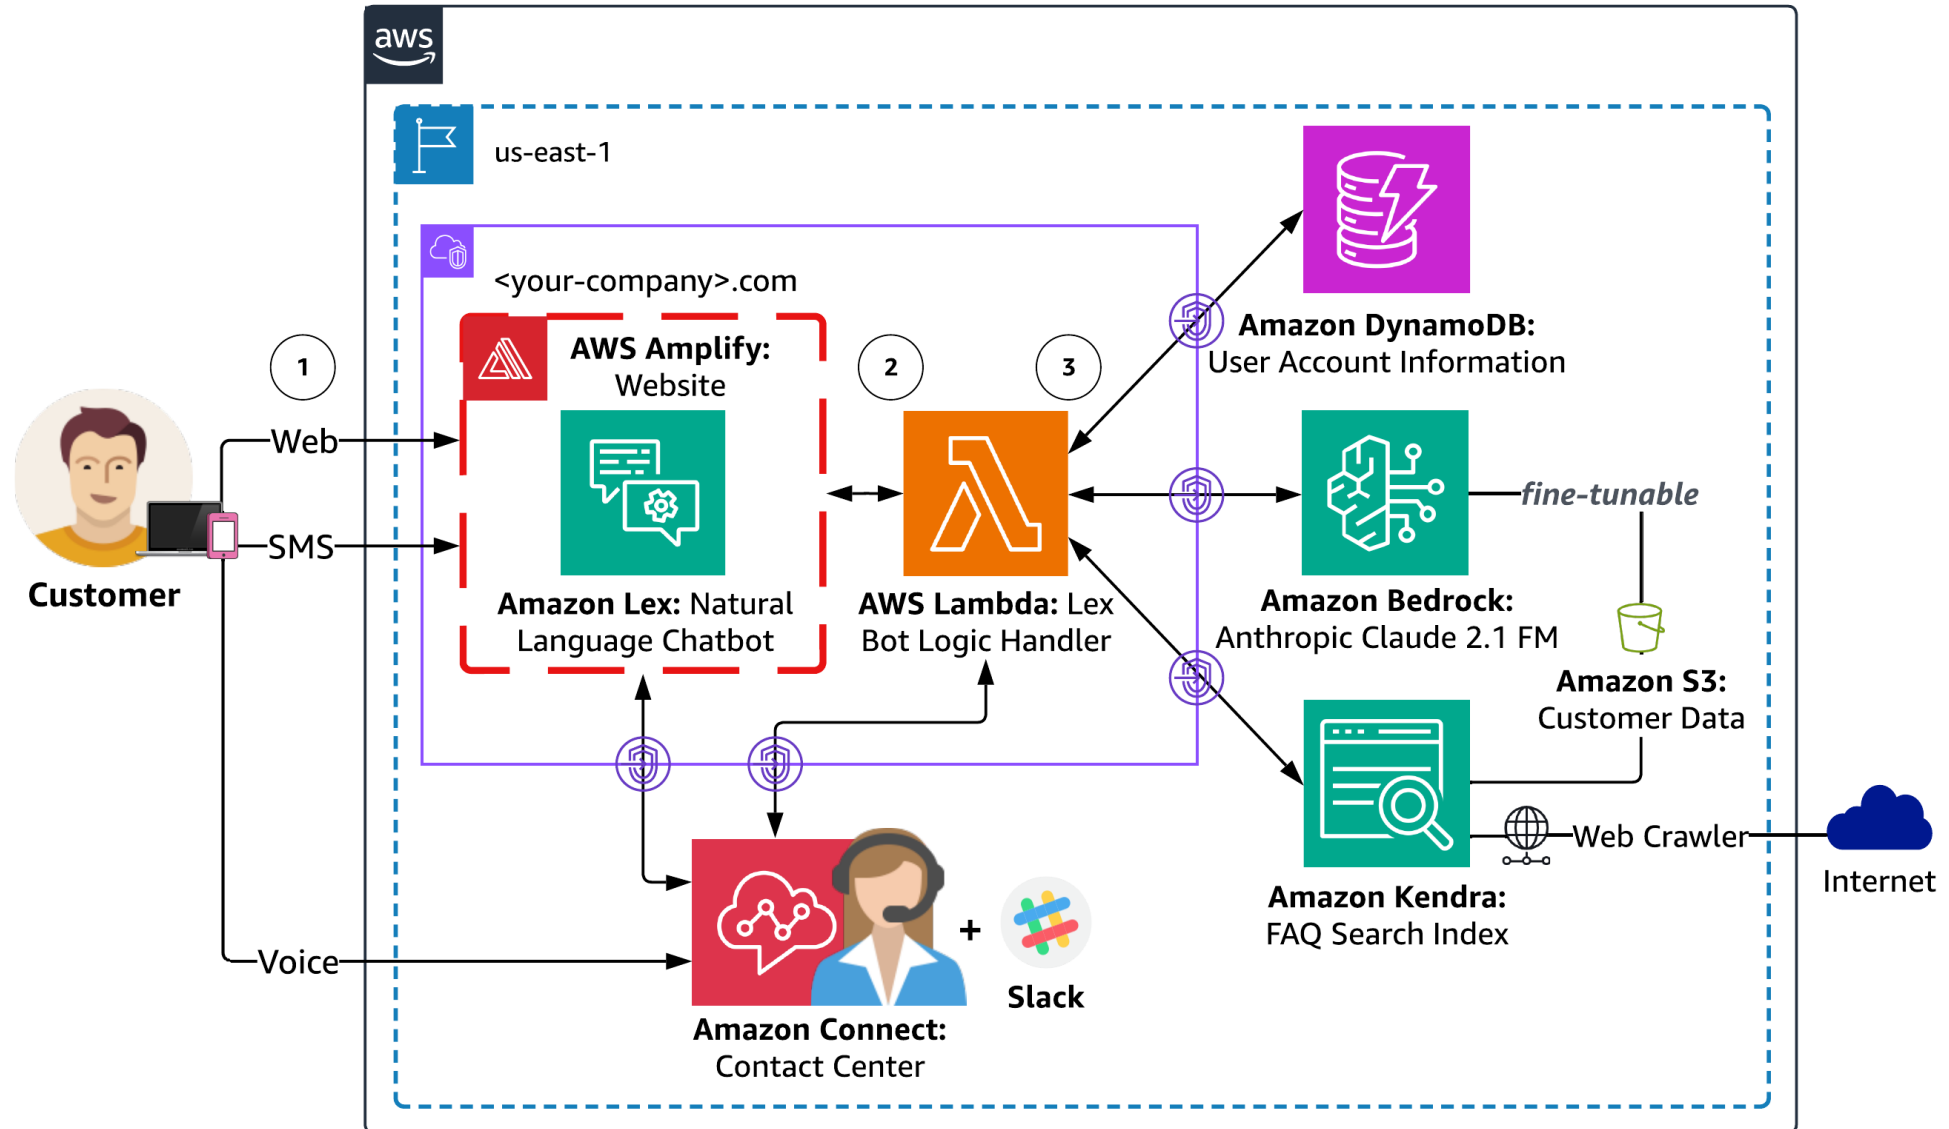 aws
us-east-1
<your-company>.com
AWS Amplify:
Website
1
2
3
Web
SMS
Voice
Customer
Amazon Lex: Natural
Language Chatbot
AWS Lambda: Lex
Bot Logic Handler
Amazon DynamoDB:
User Account Information
fine-tunable
Amazon Bedrock:
Anthropic Claude 2.1 FM
Amazon S3:
Customer Data
Web Crawler
Internet
Amazon Kendra:
FAQ Search Index
+
Slack
Amazon Connect:
Contact Center